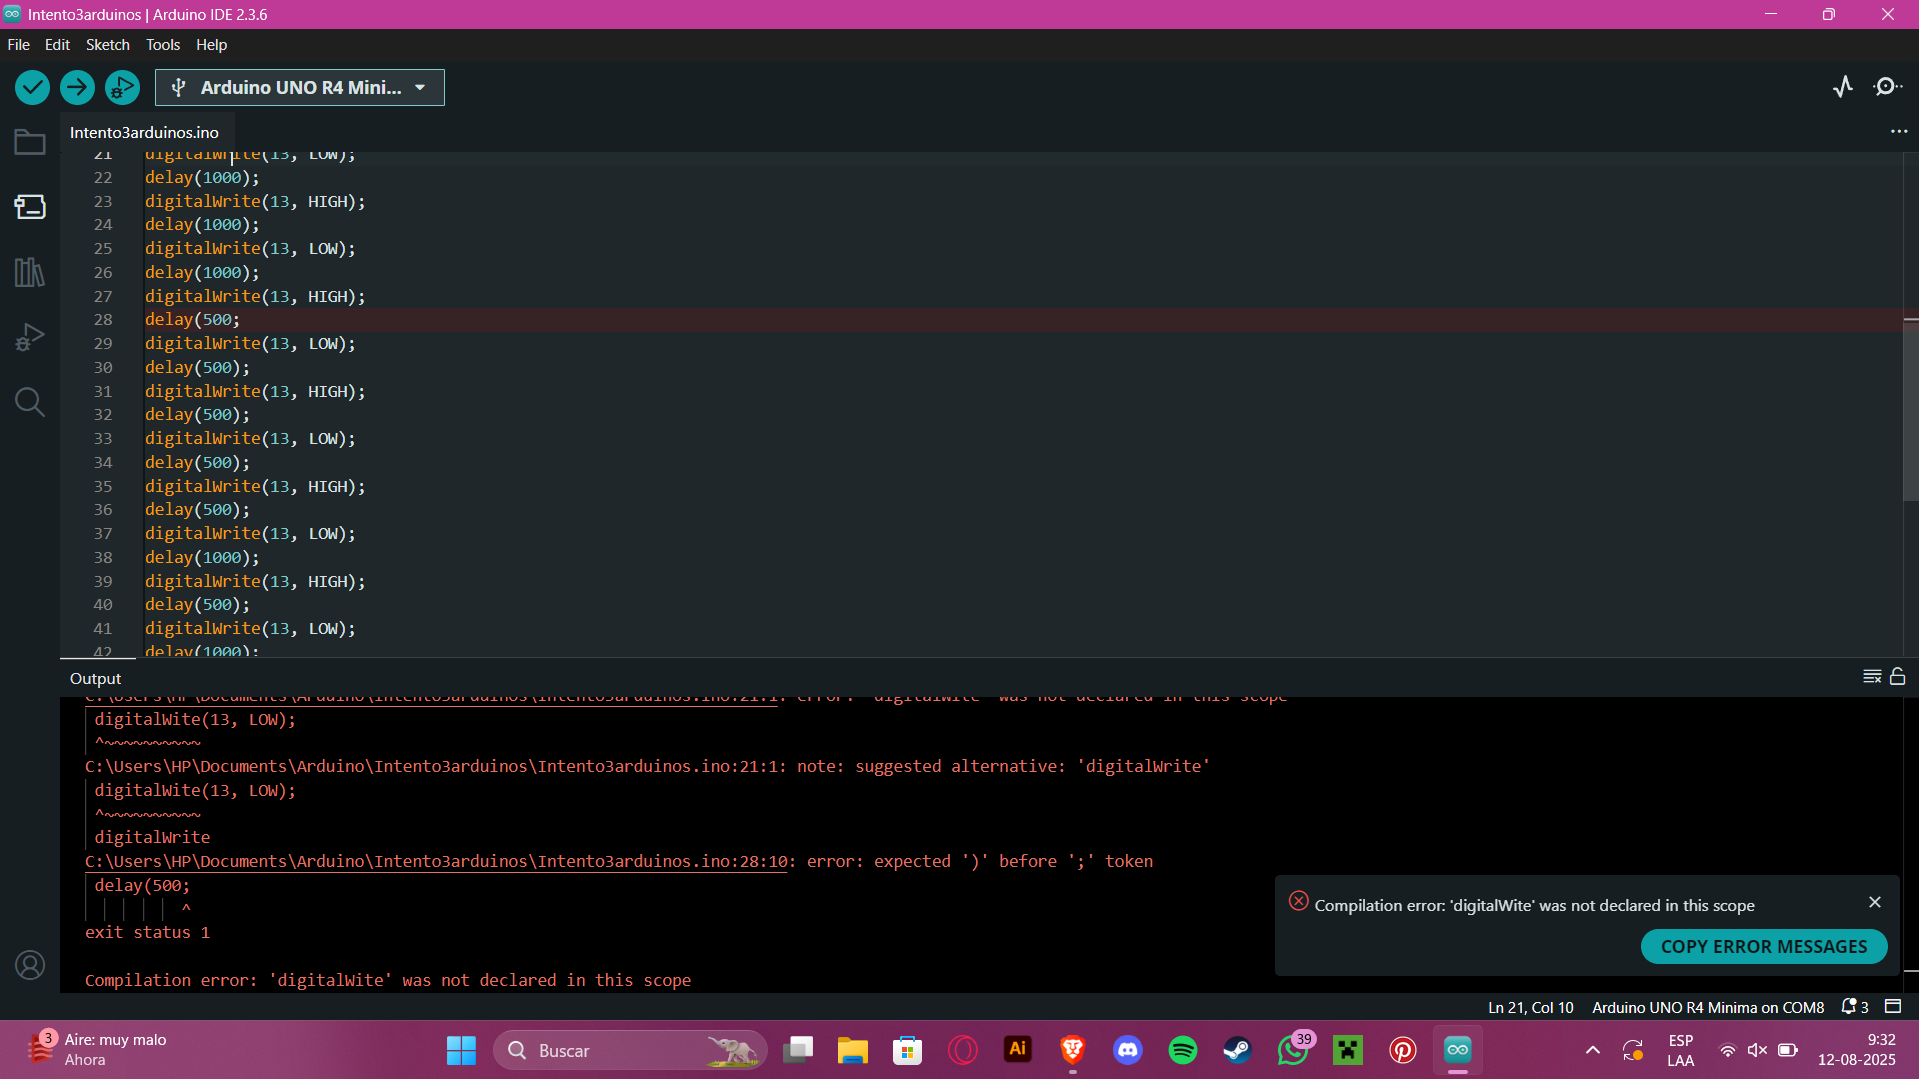 Intento3arduinos | Arduino IDE 2.3.6
File Edit Sketch Tools Help
Arduino UNO R4 Mini...
Intento3arduinos.ino
21 digitalWrite(13, LOW);
22 delay(1000);
23 digitalWrite(13, HIGH);
24 delay(1000);
25 digitalWrite(13, LOW);
26 delay(1000);
27 digitalWrite(13, HIGH);
28 delay(500;
29 digitalWrite(13, LOW);
30 delay(500);
31 digitalWrite(13, HIGH);
32 delay(500);
33 digitalWrite(13, LOW);
34 delay(500);
35 digitalWrite(13, HIGH);
36 delay(500);
37 digitalWrite(13, LOW);
38 delay(1000);
39 digitalWrite(13, HIGH);
40 delay(500);
41 digitalWrite(13, LOW);
42 delay(1000);
Output
C:\Users\HP\Documents\Arduino\Intento3arduinos\Intento3arduinos.ino:21:1: error: 'digitalWite' was not declared in this scope
digitalWite(13, LOW);
^~~~~~~~~~~
C:\Users\HP\Documents\Arduino\Intento3arduinos\Intento3arduinos.ino:21:1: note: suggested alternative: 'digitalWrite'
digitalWite(13, LOW);
^~~~~~~~~~~
digitalWrite
C:\Users\HP\Documents\Arduino\Intento3arduinos\Intento3arduinos.ino:28:10: error: expected ')' before ';' token
delay(500;
^
exit status 1
Compilation error: 'digitalWite' was not declared in this scope
Compilation error: 'digitalWite' was not declared in this scope
COPY ERROR MESSAGES
Ln 21, Col 10 Arduino UNO R4 Minima on COM8 3
3
Aire: muy malo
Ahora
Buscar
Ai
39
ESP
LAA
9:32
12-08-2025